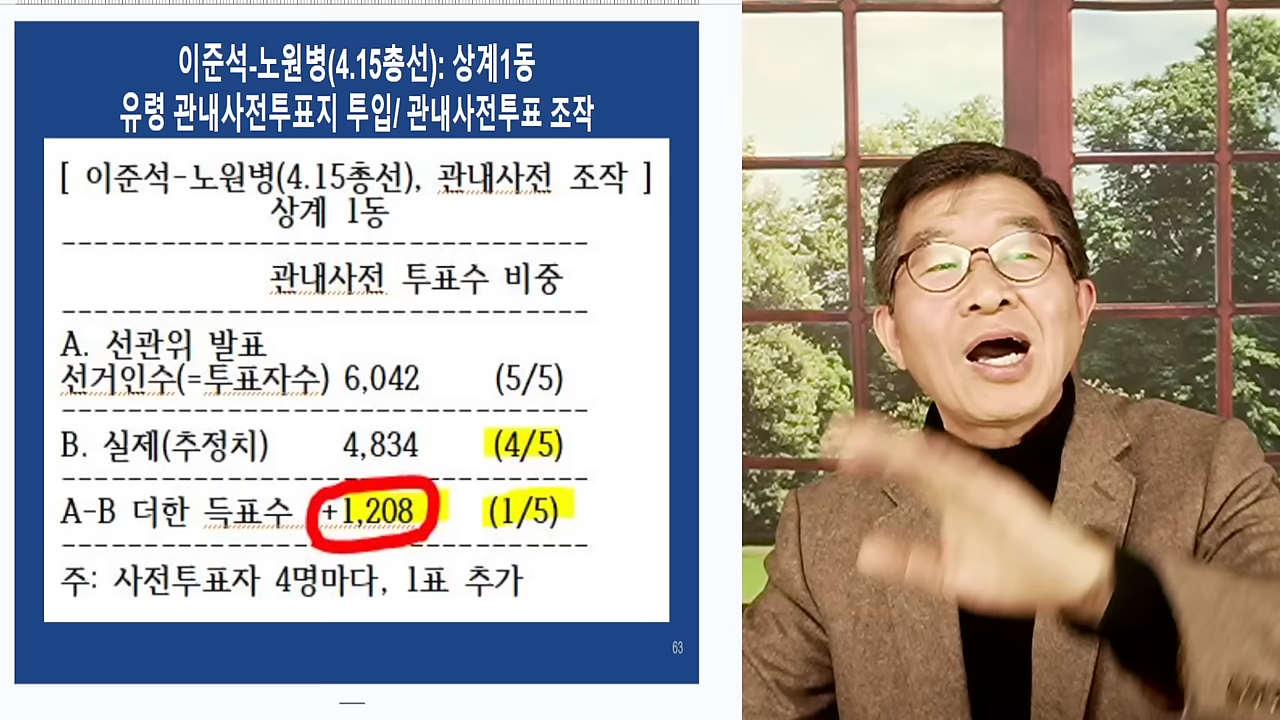 이준석-노원병(4.15총선): 상계1동
유령 관내사전투표지 투입/ 관내사전투표 조작
[ 이준석-노원병(4.15총선), 관내사전 조작 ]
상계 1동
관내사전 투표수 비중
A. 선관위 발표
선거인수(=투표자수) 6,042 (5/5)
B. 실제(추정치) 4,834 (4/5)
A-B 더한 득표수 +1,208 (1/5)
주: 사전투표자 4명마다, 1표 추가
63